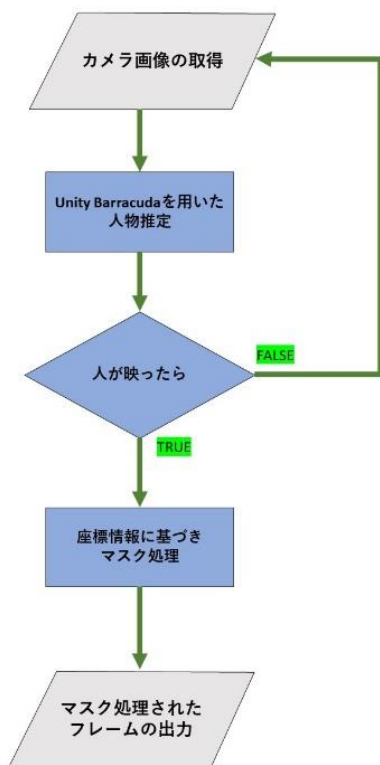 カメラ画像の取得
Unity Barracudaを用いた
人物推定
人が映ったら
FALSE
TRUE
座標情報に基づき
マスク処理
マスク処理された
フレームの出力